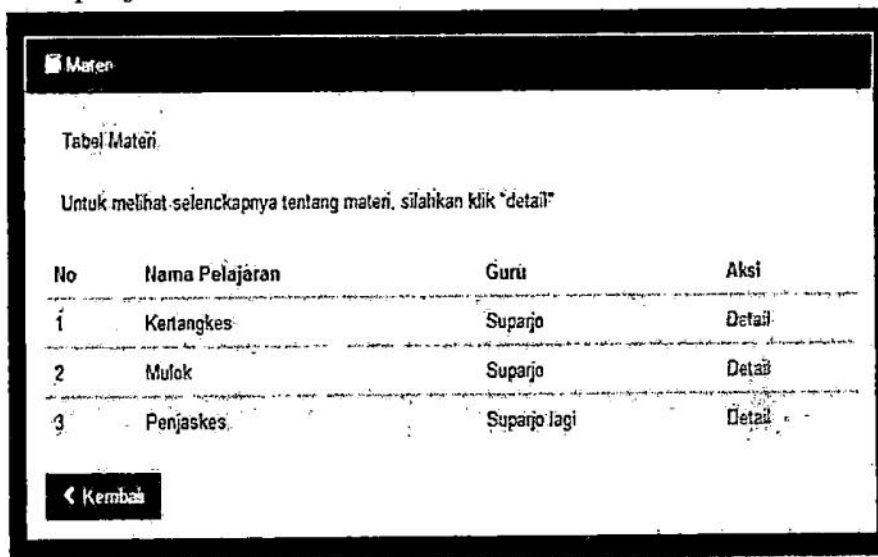 Materi
Tabel Materi
Untuk melihat selenckapnya tentang materi, silahkan klik "detail"
No Nama Pelajaran Guru Aksi
1 Kertangkes Suparjo Detail
2 Mulok Suparjo Detail
3 Penjaskes Suparjo lagi Detail
Kembali